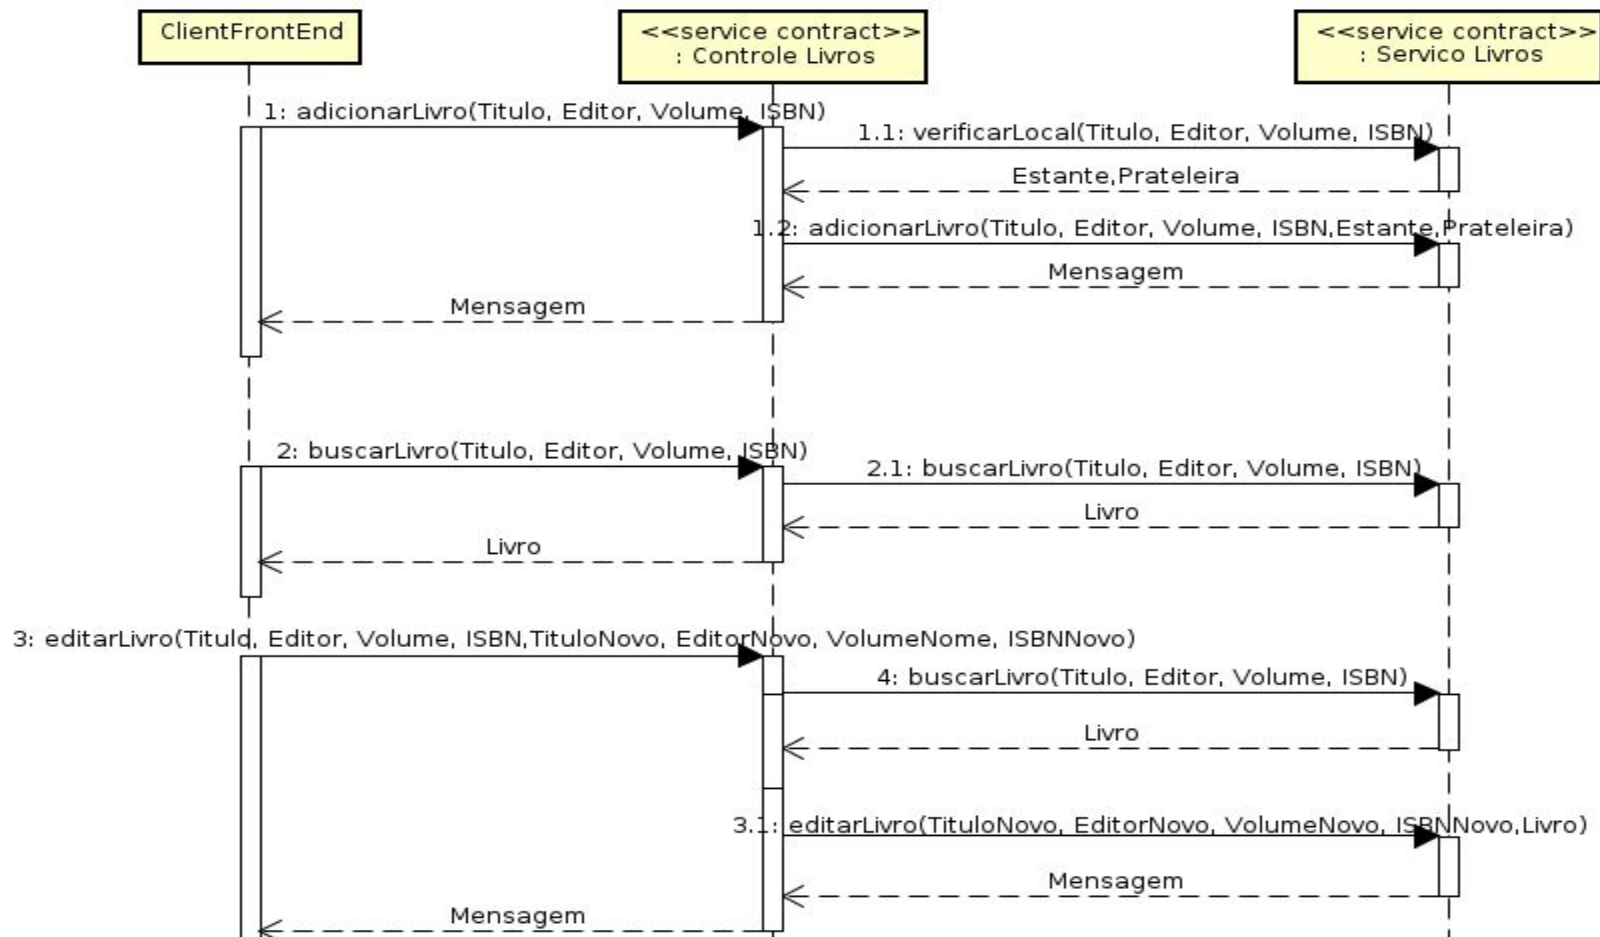 ClientFrontEnd
<<service contract>>
: Controle Livros
<<service contract>>
: Servico Livros
1: adicionarLivro(Titulo, Editor, Volume, ISBN)
1.1: verificarLocal(Titulo, Editor, Volume, ISBN)
Estante,Prateleira
1.2: adicionarLivro(Titulo, Editor, Volume, ISBN,Estante,Prateleira)
Mensagem
Mensagem
2: buscarLivro(Titulo, Editor, Volume, ISBN)
2.1: buscarLivro(Titulo, Editor, Volume, ISBN)
Livro
Livro
3: editarLivro(Titulo, Editor, Volume, ISBN,TituloNovo, EditorNovo, VolumeNome, ISBNNovo)
4: buscarLivro(Titulo, Editor, Volume, ISBN)
Livro
3.1: editarLivro(TituloNovo, EditorNovo, VolumeNovo, ISBNNovo,Livro)
Mensagem
Mensagem